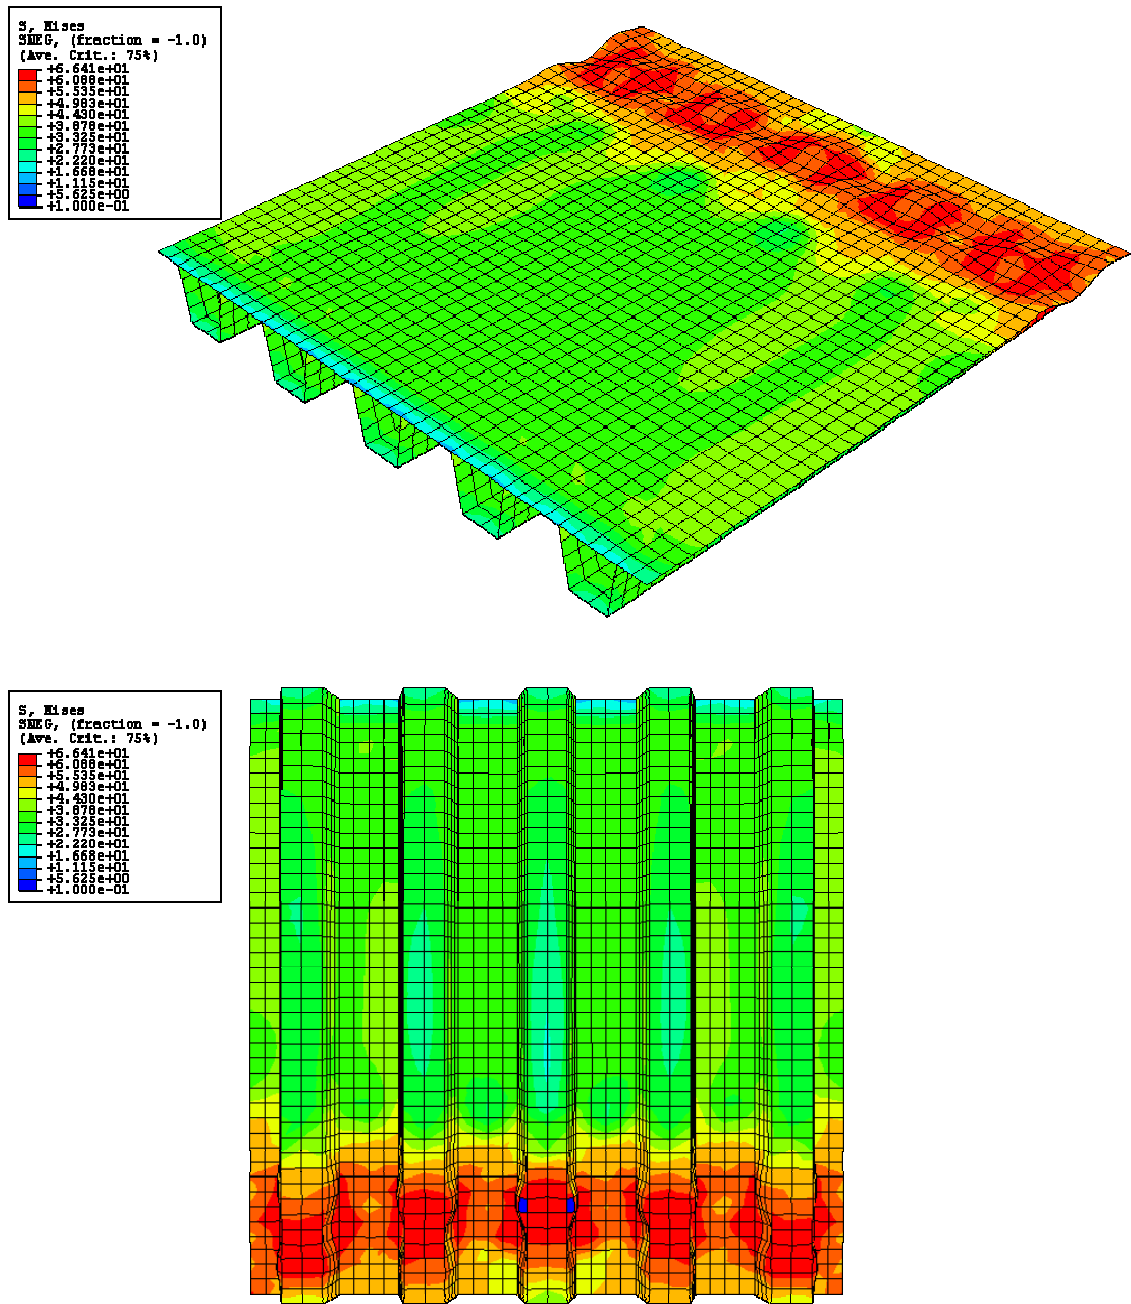 S, Mises
SNEG, (fraction = -1.0)
(Ave. Crit.: 75%)
+6.641e+01
+6.088e+01
+5.535e+01
+4.983e+01
+4.430e+01
+3.878e+01
+3.325e+01
+2.773e+01
+2.220e+01
+1.668e+01
+1.115e+01
+5.625e+00
+1.000e-01
S, Mises
SNEG, (fraction = -1.0)
(Ave. Crit.: 75%)
+6.641e+01
+6.088e+01
+5.535e+01
+4.983e+01
+4.430e+01
+3.878e+01
+3.325e+01
+2.773e+01
+2.220e+01
+1.668e+01
+1.115e+01
+5.625e+00
+1.000e-01